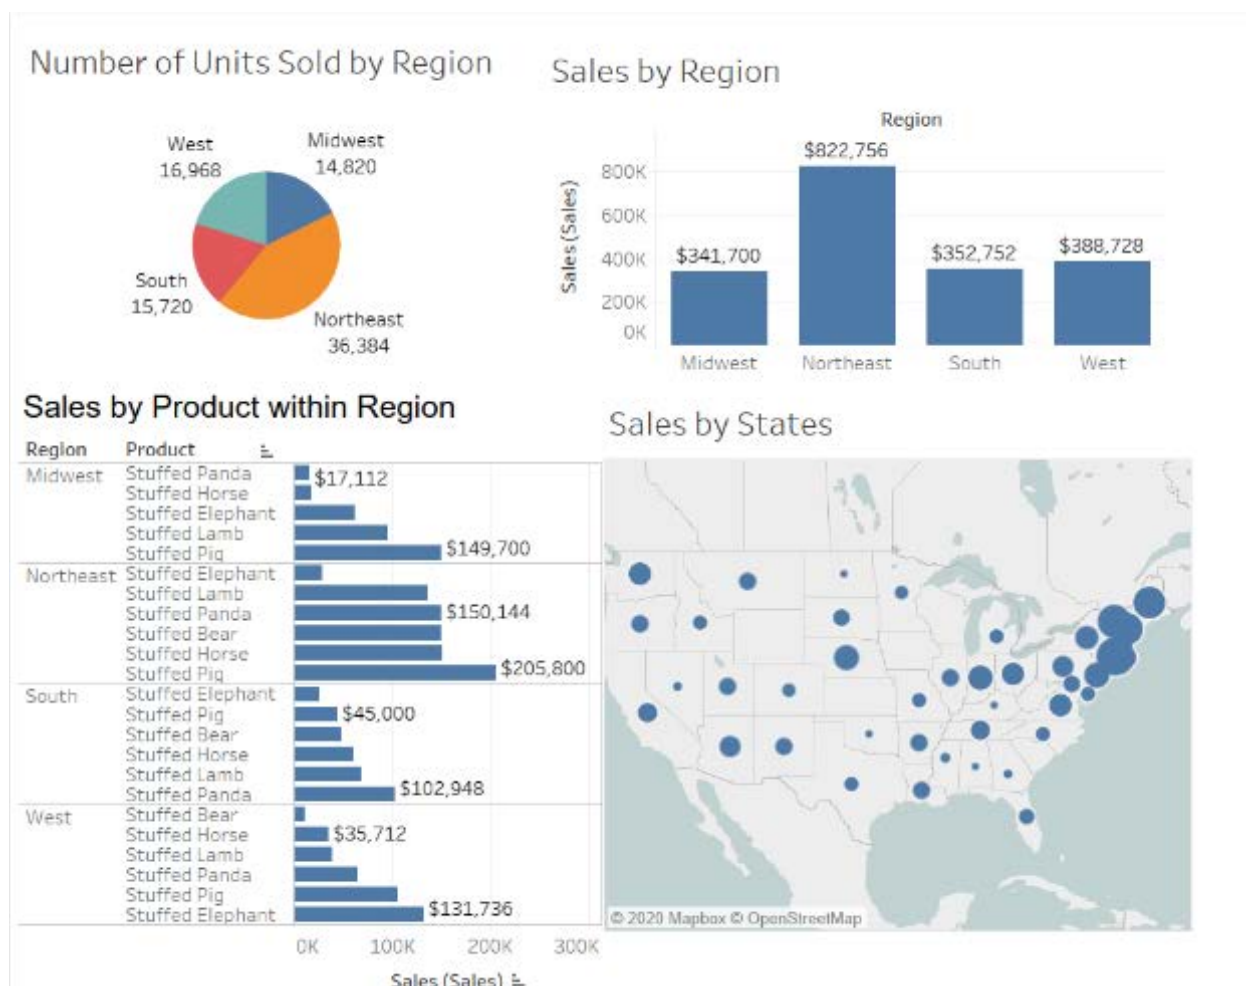 Number of Units Sold by Region
West
16,968
Midwest
14,820
South
15,720
Northeast
36,384
Sales by Region
Region
Sales (Sales)
800K
600K
400K
200K
0K
$341,700
$822,756
$352,752
$388,728
Midwest
Northeast
South
West
Sales by Product within Region
Region Product
Midwest Stuffed Panda $17,112
Stuffed Horse
Stuffed Elephant
Stuffed Lamb
Stuffed Pig $149,700
Northeast Stuffed Elephant
Stuffed Lamb
Stuffed Panda $150,144
Stuffed Bear
Stuffed Horse
Stuffed Pig $205,800
South Stuffed Elephant
Stuffed Pig $45,000
Stuffed Bear
Stuffed Horse
Stuffed Lamb
Stuffed Panda $102,948
West Stuffed Bear
Stuffed Horse $35,712
Stuffed Lamb
Stuffed Panda
Stuffed Pig
Stuffed Elephant $131,736
0K 100K 200K 300K
Sales (Sales)
Sales by States
© 2020 Mapbox © OpenStreetMap